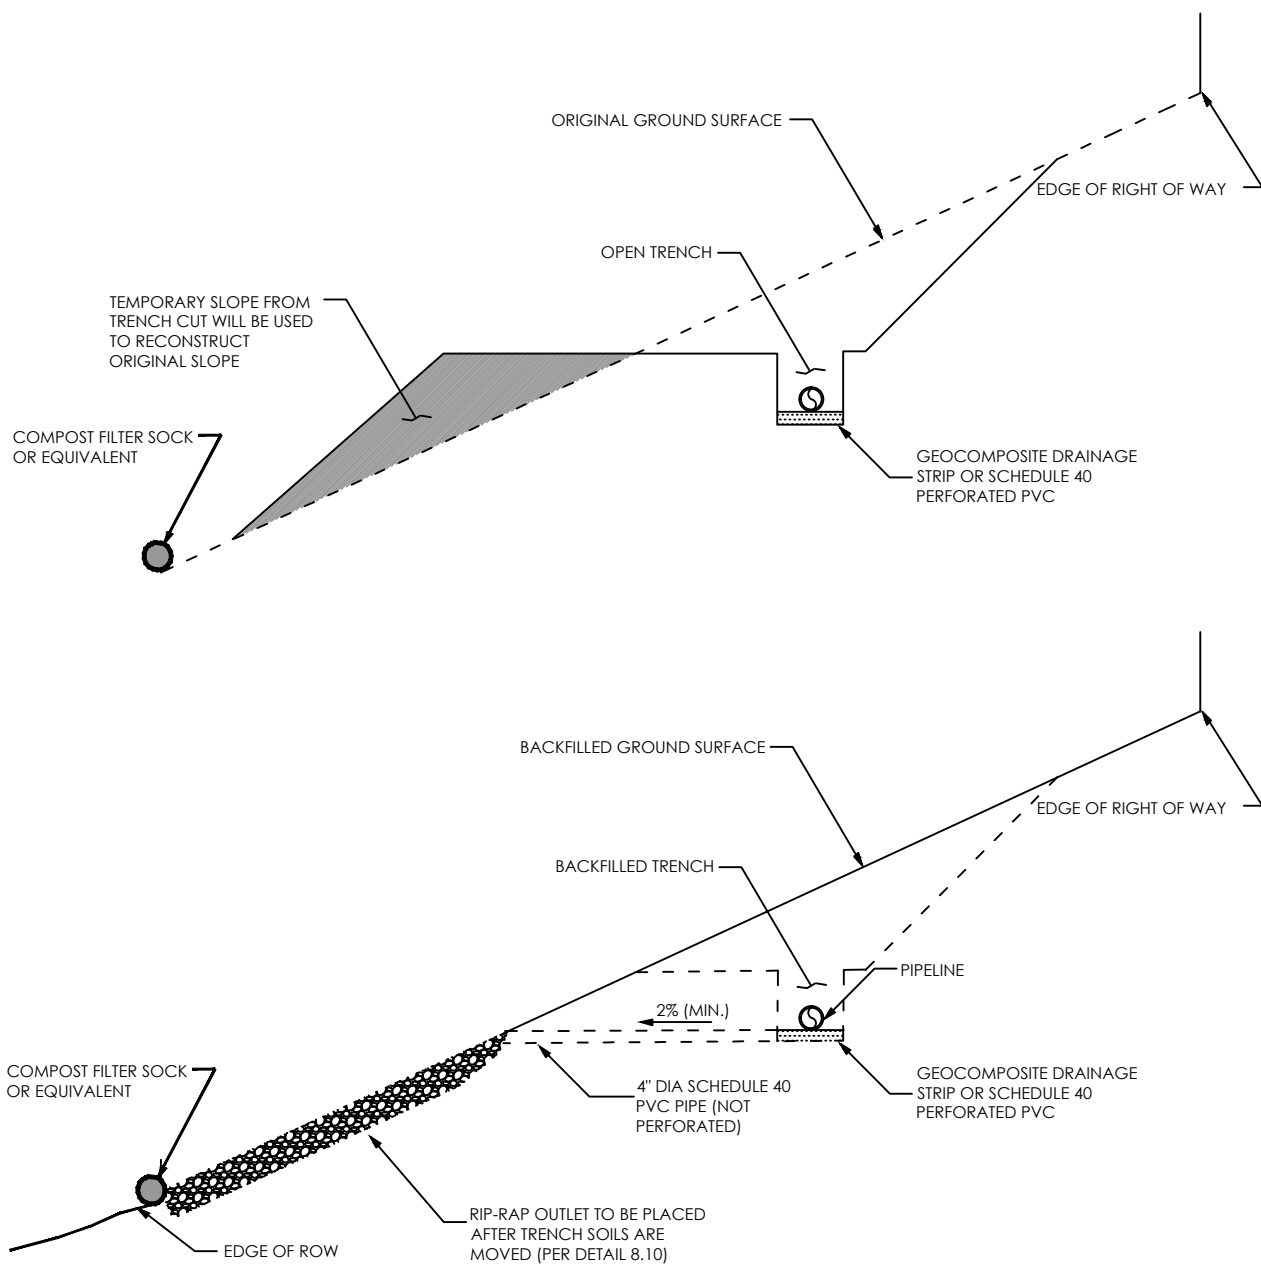 ORIGINAL GROUND SURFACE
EDGE OF RIGHT OF WAY
OPEN TRENCH
TEMPORARY SLOPE FROM
TRENCH CUT WILL BE USED
TO RECONSTRUCT
ORIGINAL SLOPE
COMPOST FILTER SOCK
OR EQUIVALENT
GEOCOMPOSITE DRAINAGE
STRIP OR SCHEDULE 40
PERFORATED PVC
BACKFILLED GROUND SURFACE
EDGE OF RIGHT OF WAY
BACKFILLED TRENCH
PIPELINE
2% (MIN.)
COMPOST FILTER SOCK
OR EQUIVALENT
4" DIA SCHEDULE 40
PVC PIPE (NOT
PERFORATED)
GEOCOMPOSITE DRAINAGE
STRIP OR SCHEDULE 40
PERFORATED PVC
RIP-RAP OUTLET TO BE PLACED
AFTER TRENCH SOILS ARE
MOVED (PER DETAIL 8.10)
EDGE OF ROW